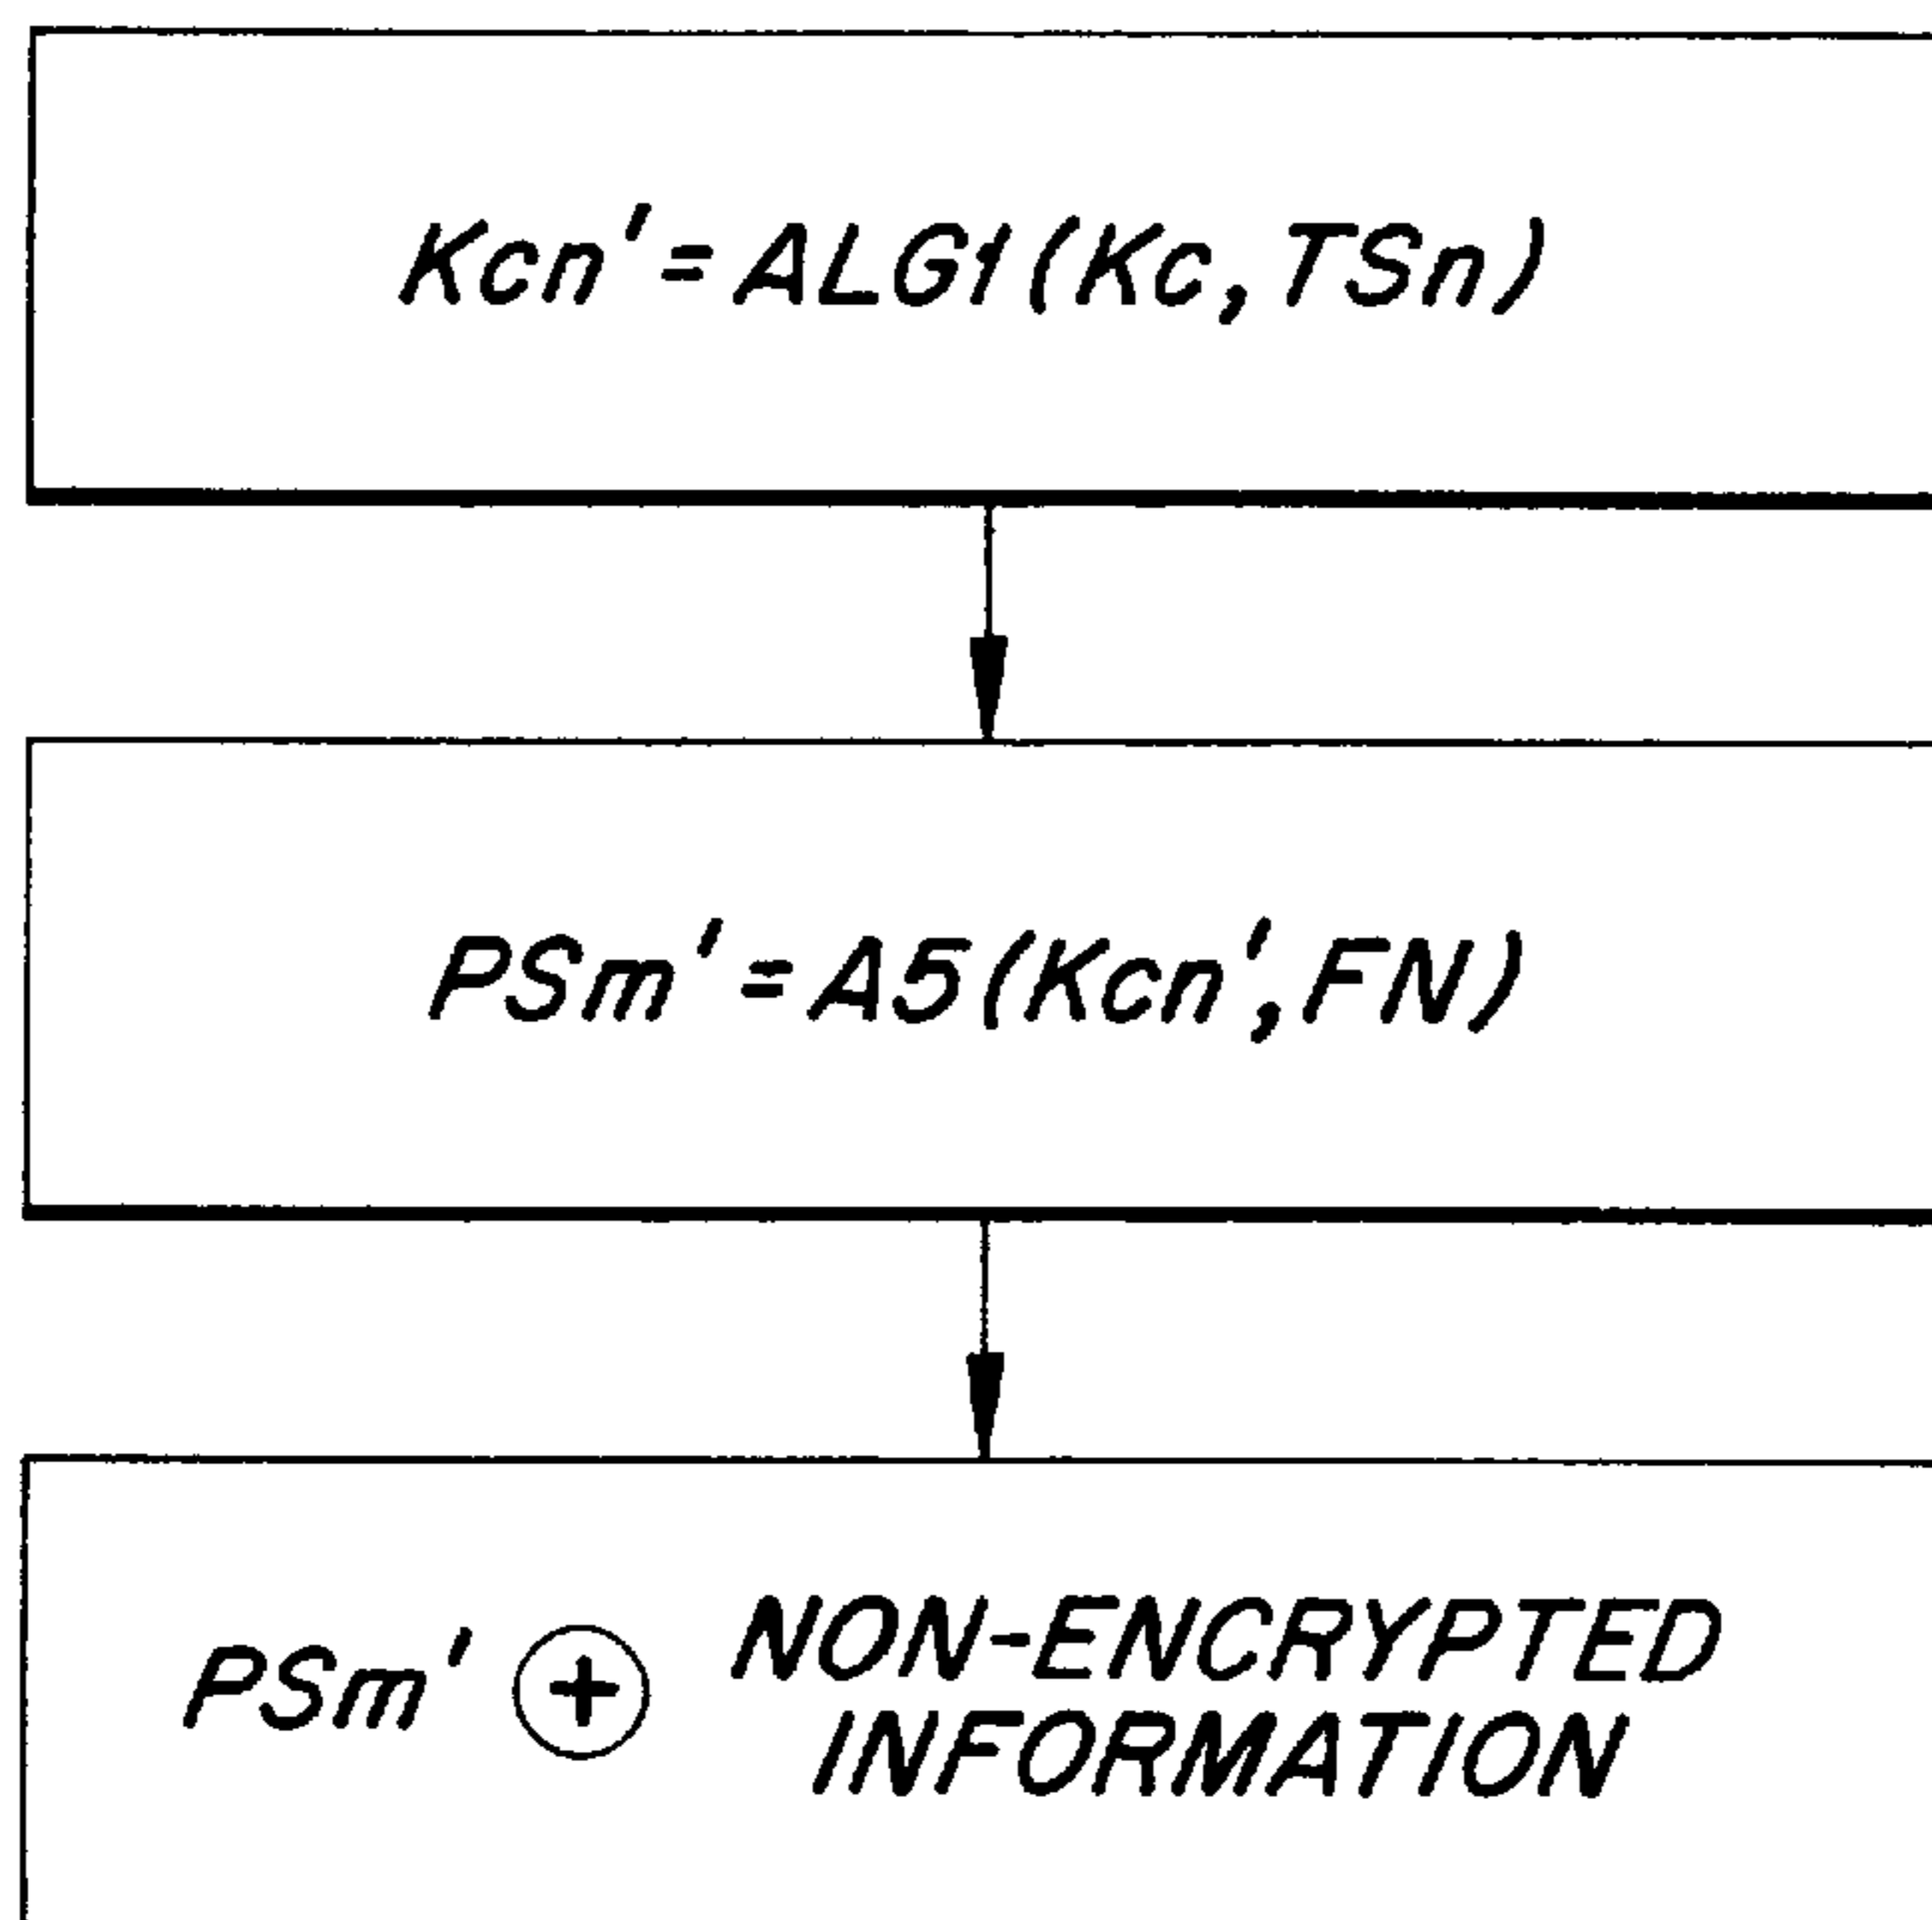 Kcn'=ALG1(Kc,TSn)
PSm'=A5(Kcn',FN)
PSm' ⊕ NON-ENCRYPTED
INFORMATION